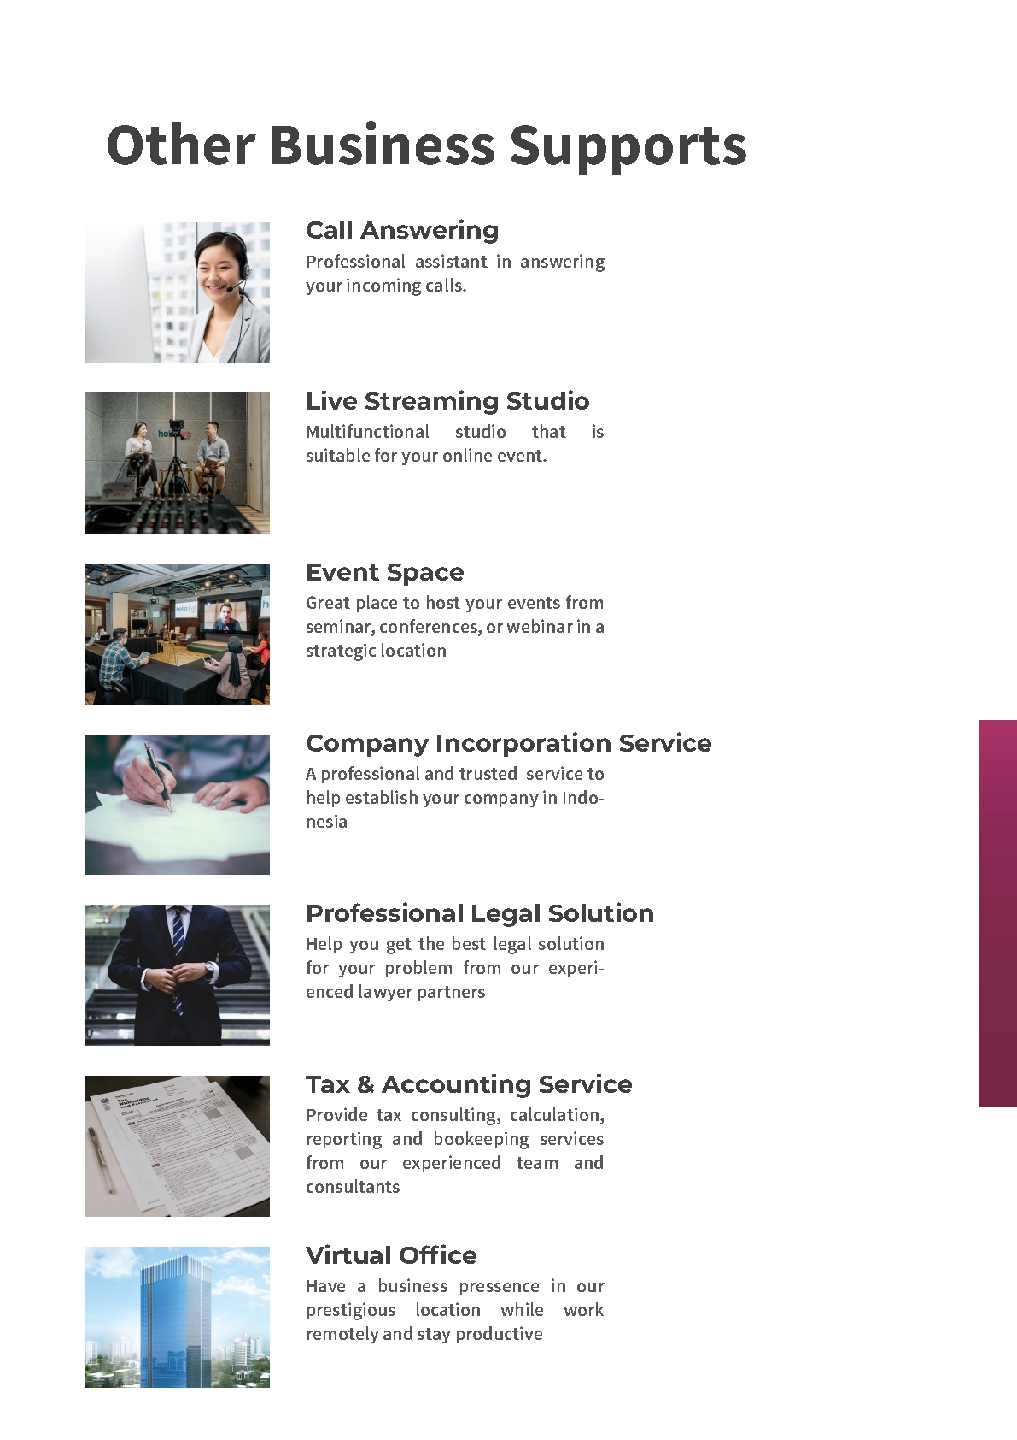 Other Business Supports
Call Answering
Professional assistant in answering
your incoming calls.
Live Streaming Studio
Multifunctional studio that is
suitable for your online event.
Event Space
Great place to host your events from
seminar, conferences, or webinar in a
strategic location
Company Incorporation Service
A professional and trusted service to
help establish your company in Indo-
nesia
Professional Legal Solution
Help you get the best legal solution
for your problem from our experi-
enced lawyer partners
Tax & Accounting Service
Provide tax consulting, calculation,
reporting and bookeeping services
from our experienced team and
consultants
Virtual Office
Have a business pressence in our
prestigious location while work
remotely and stay productive